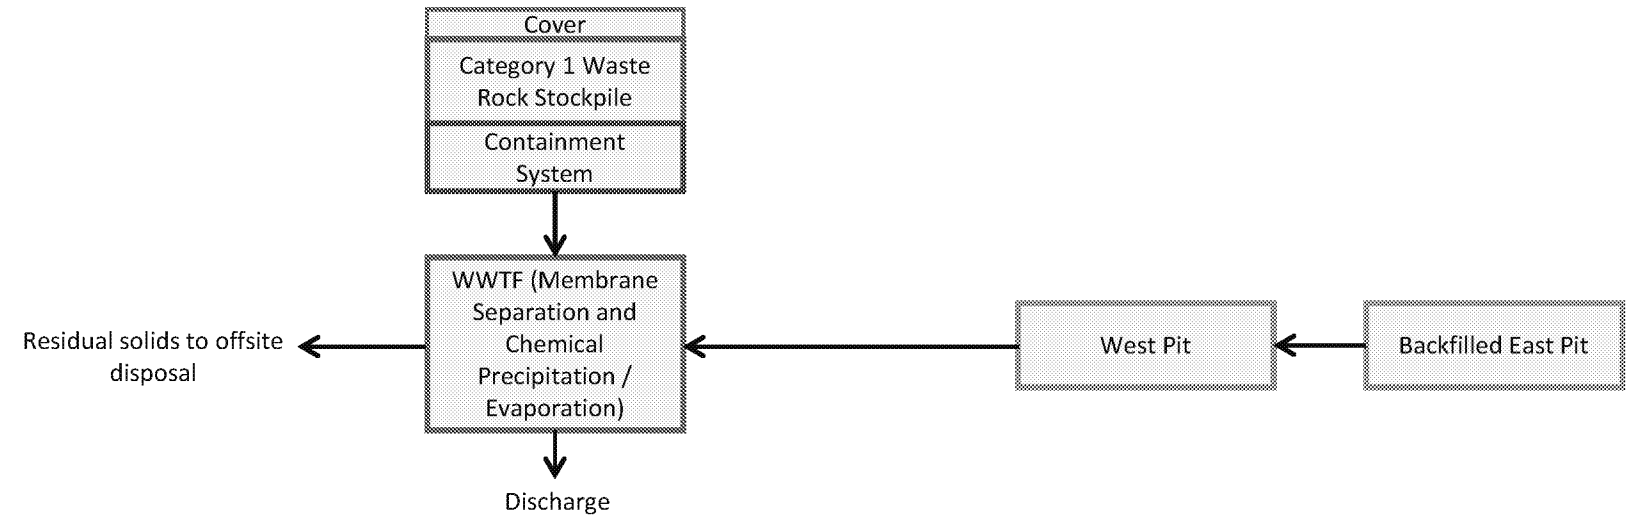 Cover
Category 1 Waste
Rock Stockpile
Containment
System
WWTF (Membrane
Separation and
Chemical
Precipitation /
Evaporation)
Residual solids to offsite
disposal
West Pit
Backfilled East Pit
Discharge